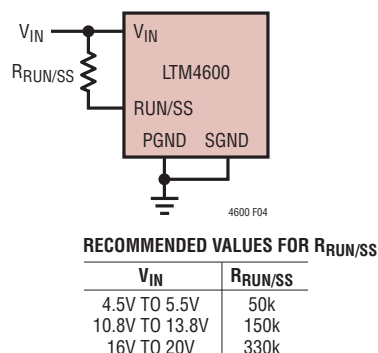 VIN VIN
RRUN/SS LTM4600
RUN/SS
PGND SGND
4600 F04
RECOMMENDED VALUES FOR RRUN/SS
VIN RRUN/SS
4.5V TO 5.5V 50k
10.8V TO 13.8V 150k
16V TO 20V 330k